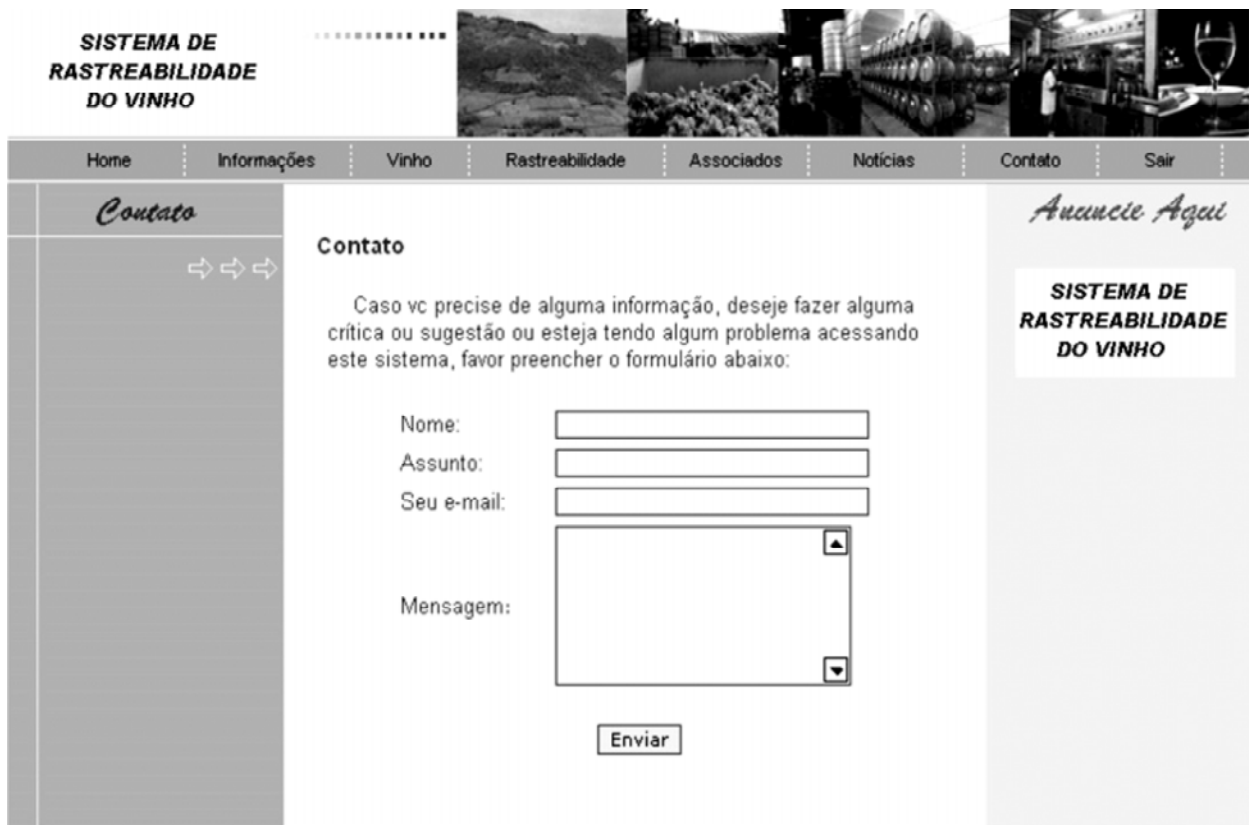 SISTEMA DE
RASTREABILIDADE
DO VINHO
Home Informações Vinho Rastreabilidade Associados Notícias Contato Sair
Contato
Contato
Caso vc precise de alguma informação, deseje fazer alguma
crítica ou sugestão ou esteja tendo algum problema acessando
este sistema, favor preencher o formulário abaixo:
Nome:
Assunto:
Seu e-mail:
Mensagem:
Enviar
Anuncie Aqui
SISTEMA DE
RASTREABILIDADE
DO VINHO